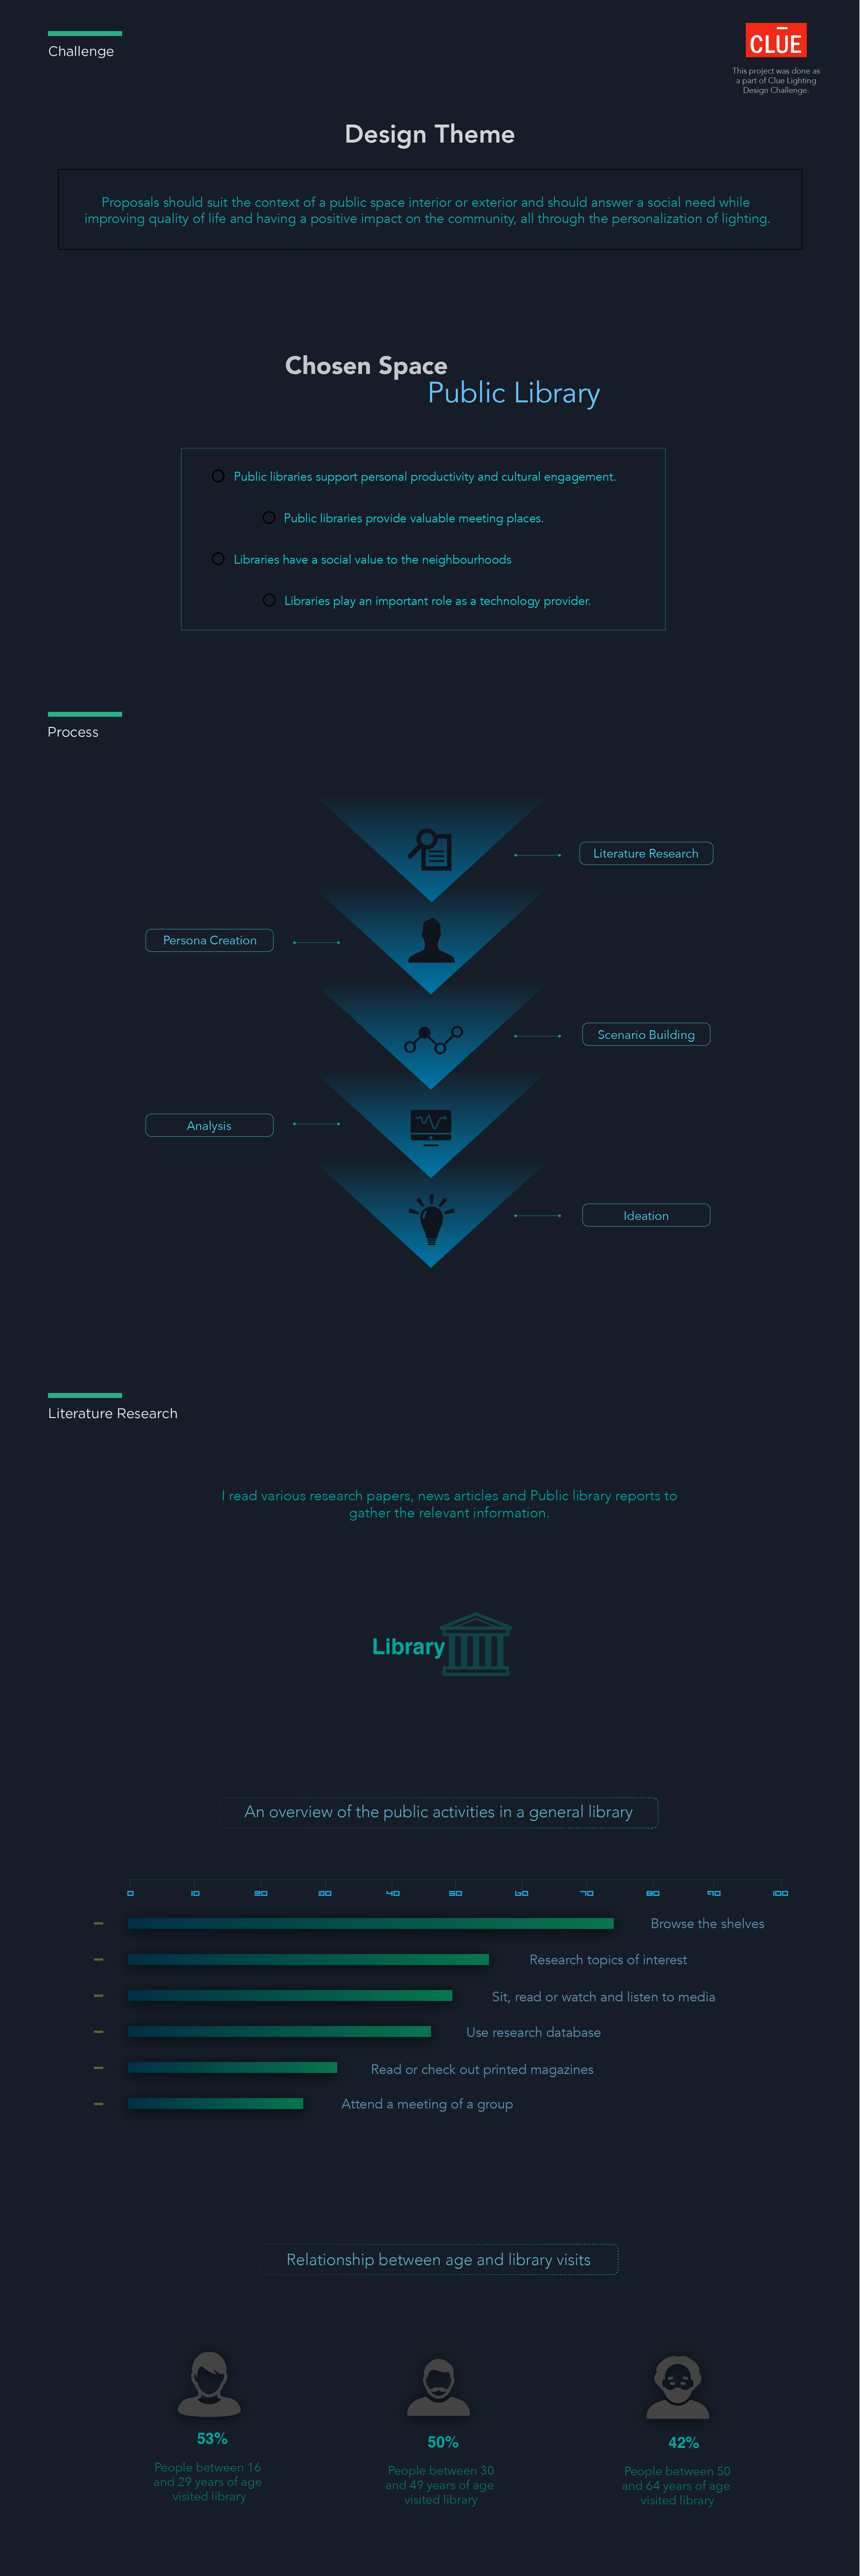 Challenge
CLUE
This project was done as
a part of Clue Lighting
Design Challenge.
Design Theme
Proposals should suit the context of a public space interior or exterior and should answer a social need while
improving quality of life and having a positive impact on the community, all through the personalization of lighting.
Chosen Space
Public Library
Public libraries support personal productivity and cultural engagement.
Public libraries provide valuable meeting places.
Libraries have a social value to the neighbourhoods
Libraries play an important role as a technology provider.
Process
Literature Research
Persona Creation
Scenario Building
Analysis
Ideation
Literature Research
I read various research papers, news articles and Public library reports to
gather the relevant information.
Library
An overview of the public activities in a general library
0 10 20 30 40 50 60 70 80 90 100
Browse the shelves
Research topics of interest
Sit, read or watch and listen to media
Use research database
Read or check out printed magazines
Attend a meeting of a group
Relationship between age and library visits
53%
People between 16
and 29 years of age
visited library
50%
People between 30
and 49 years of age
visited library
42%
People between 50
and 64 years of age
visited library